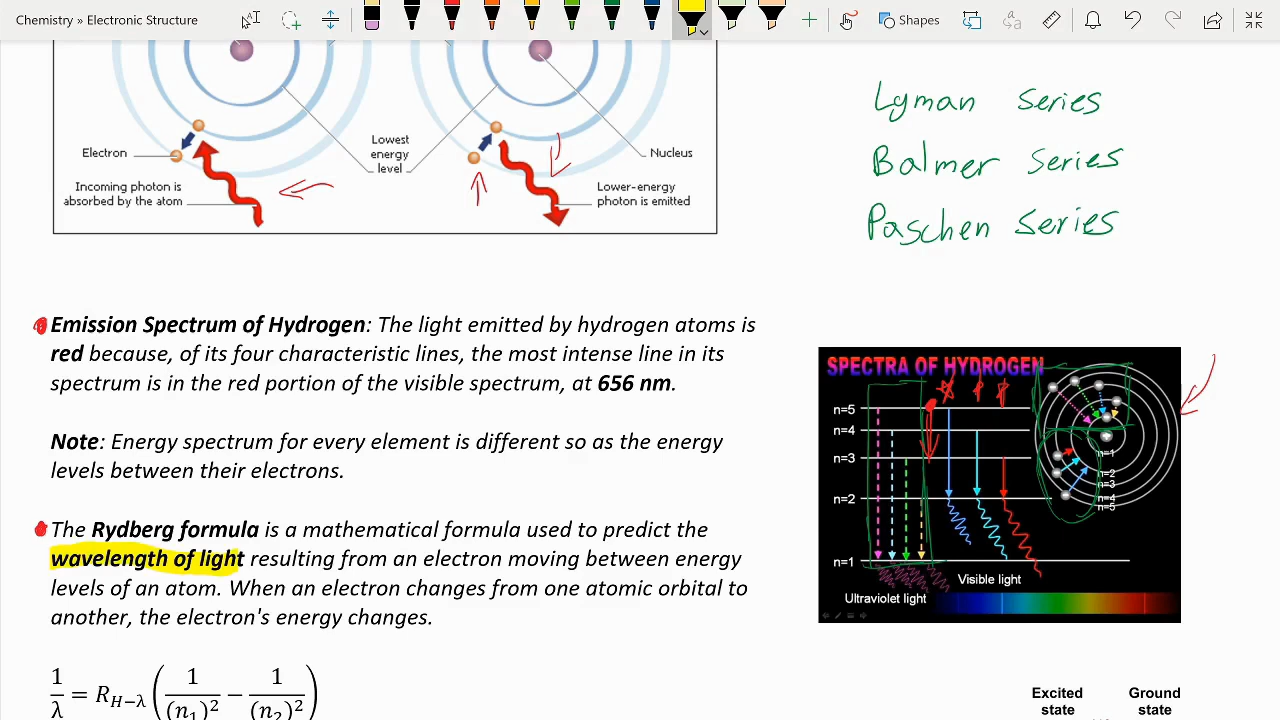 Chemistry » Electronic Structure
Shapes
Electron
Incoming photon is
absorbed by the atom
Lowest
energy
level
Nucleus
Lower-energy
photon is emitted
Lyman Series
Balmer Series
Paschen Series
Emission Spectrum of Hydrogen: The light emitted by hydrogen atoms is
red because, of its four characteristic lines, the most intense line in its
spectrum is in the red portion of the visible spectrum, at 656 nm.
Note: Energy spectrum for every element is different so as the energy
levels between their electrons.
The Rydberg formula is a mathematical formula used to predict the
wavelength of light resulting from an electron moving between energy
levels of an atom. When an electron changes from one atomic orbital to
another, the electron's energy changes.
1/λ = R_{H−λ} (1/(n₁)² − 1/(n₂)²)
SPECTRA OF HYDROGEN
n=5
n=4
n=3
n=2
n=1
n=1
n=2
n=3
n=4
n=5
Visible light
Ultraviolet light
Excited
state
Ground
state